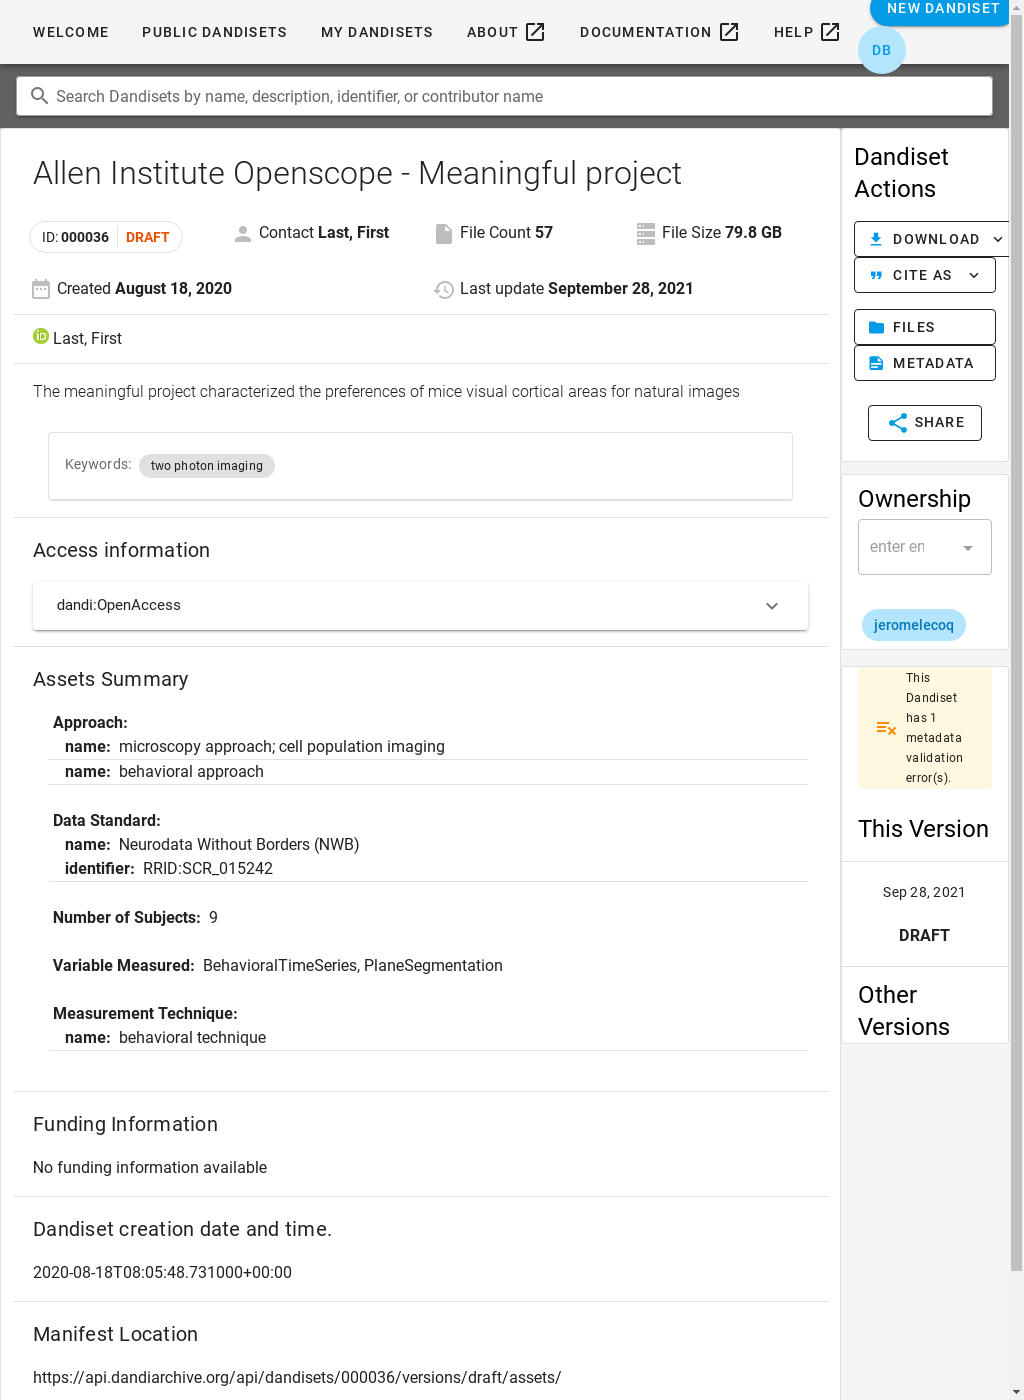 WELCOME PUBLIC DANDISETS MY DANDISETS ABOUT DOCUMENTATION HELP NEW DANDISET
DB
Search Dandisets by name, description, identifier, or contributor name
Allen Institute Openscope - Meaningful project
ID: 000036 DRAFT Contact Last, First File Count 57 File Size 79.8 GB
Created August 18, 2020 Last update September 28, 2021
iD Last, First
The meaningful project characterized the preferences of mice visual cortical areas for natural images
Keywords: two photon imaging
Access information
dandi:OpenAccess
Assets Summary
Approach:
name: microscopy approach; cell population imaging
name: behavioral approach
Data Standard:
name: Neurodata Without Borders (NWB)
identifier: RRID:SCR_015242
Number of Subjects: 9
Variable Measured: BehavioralTimeSeries, PlaneSegmentation
Measurement Technique:
name: behavioral technique
Funding Information
No funding information available
Dandiset creation date and time.
2020-08-18T08:05:48.731000+00:00
Manifest Location
https://api.dandiarchive.org/api/dandisets/000036/versions/draft/assets/
Dandiset
Actions
DOWNLOAD
CITE AS
FILES
METADATA
SHARE
Ownership
enter en
jeromelecoq
This
Dandiset
has 1
metadata
validation
error(s).
This Version
Sep 28, 2021
DRAFT
Other
Versions